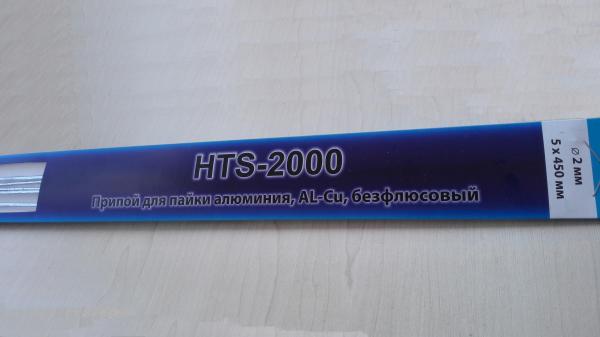 HTS-2000
Припой для пайки алюминия, AL-Cu, безфлюсовый
⌀ 2 мм
5 x 450 мм